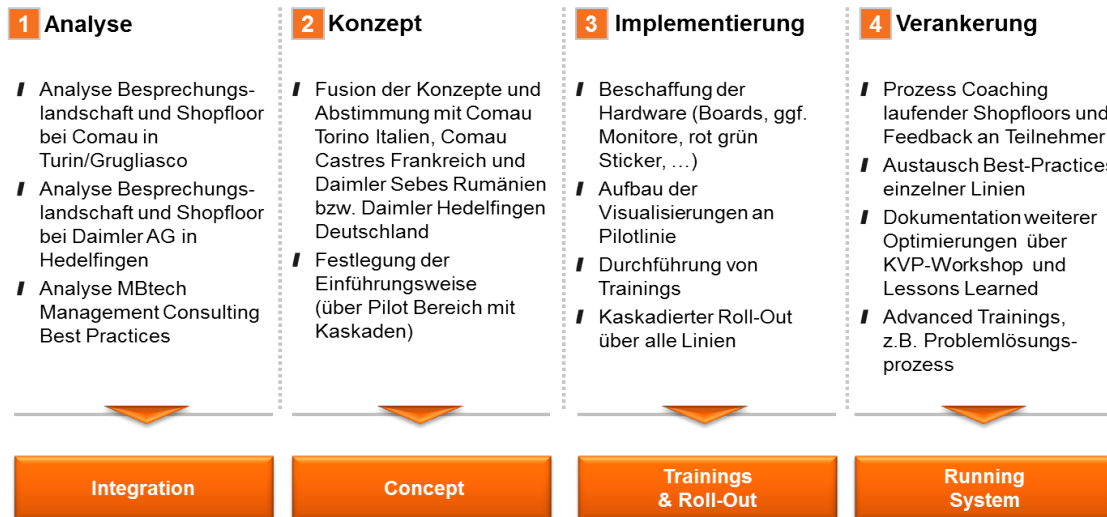 1 Analyse
Analyse Besprechungs-
landschaft und Shopfloor
bei Comau in
Turin/Grugliasco
Analyse Besprechungs-
landschaft und Shopfloor
bei Daimler AG in
Hedelfingen
Analyse MBtech
Management Consulting
Best Practices
Integration
2 Konzept
Fusion der Konzepte und
Abstimmung mit Comau
Torino Italien, Comau
Castres Frankreich und
Daimler Sebes Rumänien
bzw. Daimler Hedelfingen
Deutschland
Festlegung der
Einführungsweise
(über Pilot Bereich mit
Kaskaden)
Concept
3 Implementierung
Beschaffung der
Hardware (Boards, ggf.
Monitore, rot grün
Sticker, …)
Aufbau der
Visualisierungen an
Pilotlinie
Durchführung von
Trainings
Kaskadierter Roll-Out
über alle Linien
Trainings
& Roll-Out
4 Verankerung
Prozess Coaching
laufender Shopfloors und
Feedback an Teilnehmer
Austausch Best-Practices
einzelner Linien
Dokumentation weiterer
Optimierungen über
KVP-Workshop und
Lessons Learned
Advanced Trainings,
z.B. Problemlösungs-
prozess
Running
System